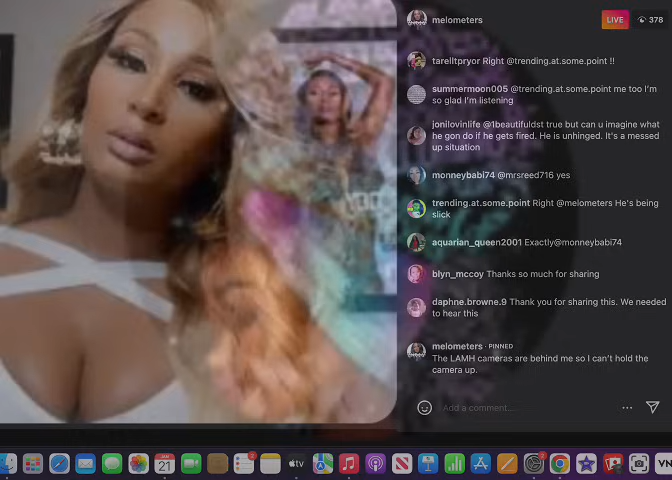 melometers
LIVE
378
tarelltpryor Right @trending.at.some.point !!
summermoon005 @trending.at.some.point me too I'm
so glad I'm listening
jonilovinlife @1beautifuldst true but can u imagine what
he gon do if he gets fired. He is unhinged. It's a messed
up situation
monneybabi74 @mrsreed716 yes
trending.at.some.point Right @melometers He's being
slick
aquarian_queen2001 Exactly@monneybabi74
blyn_mccoy Thanks so much for sharing
daphne.browne.9 Thank you for sharing this. We needed
to hear this
melometers · PINNED
The LAMH cameras are behind me so I can't hold the
camera up.
Add a comment...
JAN
21
tv
VN